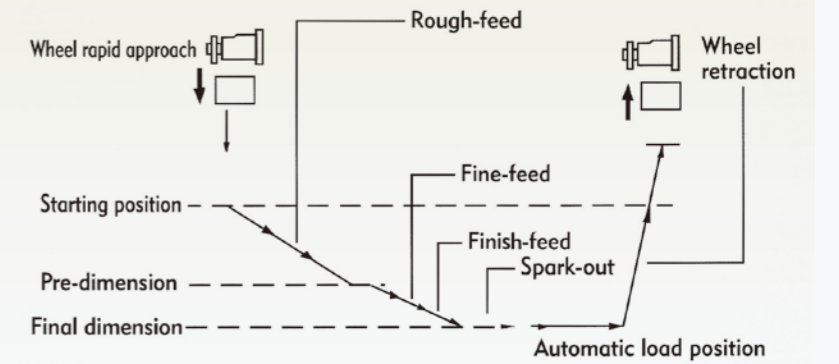 Rough-feed
Wheel rapid approach
Wheel
retraction
Fine-feed
Starting position
Finish-feed
Spark-out
Pre-dimension
Final dimension
Automatic load position